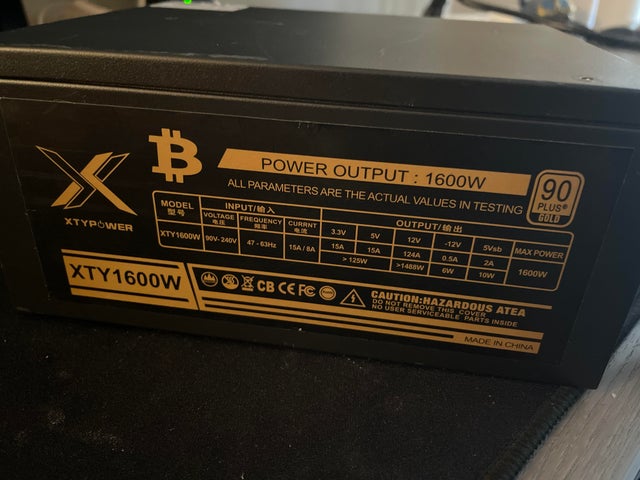 POWER OUTPUT : 1600W
ALL PARAMETERS ARE THE ACTUAL VALUES IN TESTING
90
PLUS®
GOLD
XTYPOWER
MODEL 型号 INPUT/输入 OUTPUT/输出
VOLTAGE 电压 FREQUENCY 频率 CURRNT 电流 3.3V 5V 12V -12V 5Vsb MAX POWER
XTY1600W 90V- 240V 47 - 63Hz 15A / 8A 15A 15A 124A 0.5A 2A 1600W
> 125W >1488W 6W 10W
XTY1600W
CB CE FC
CAUTION:HAZARDOUS ATEA
DO NOT REMOVE THIS COVER
NO USER SERVICEABLE PARTS INSIDE
MADE IN CHINA